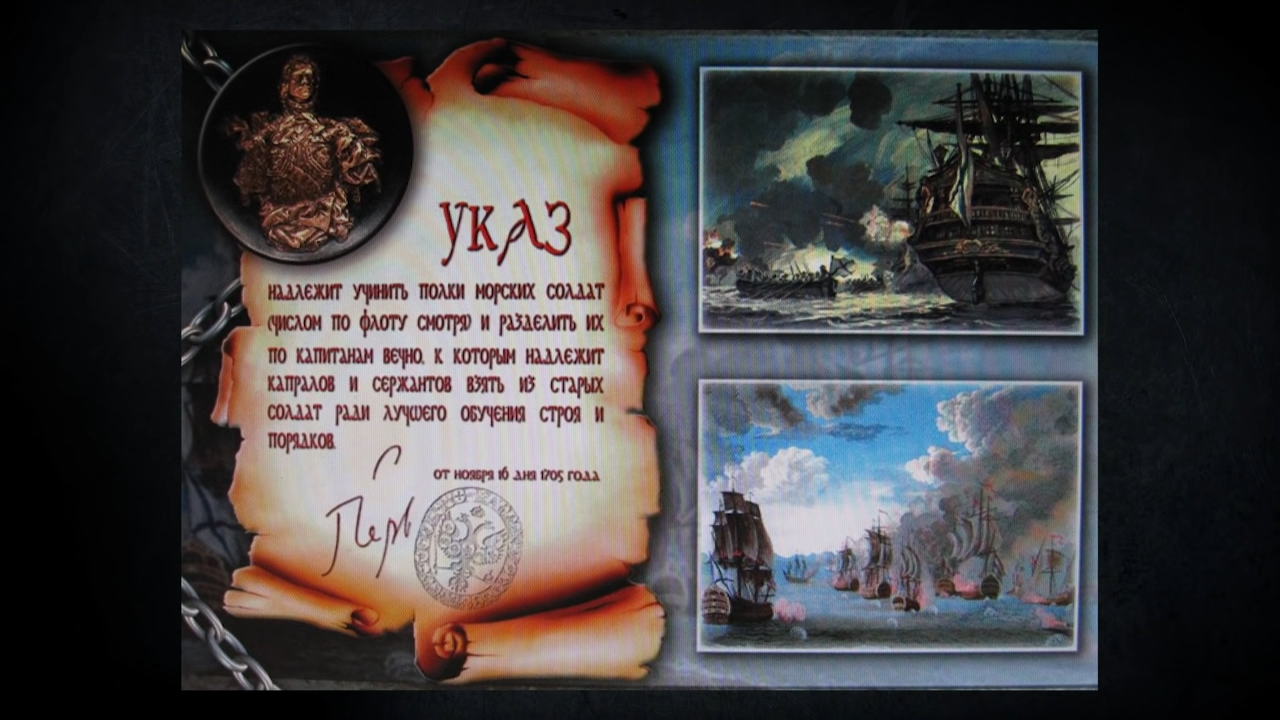 УКАЗ
НАДЛЕЖИТ УЧИНИТЬ ПОЛКИ МОРСКИХ СОЛДАТ
(ЧИСЛОМ ПО ФЛОТУ СМОТРЯ) И РАЗДЕЛИТЬ ИХ
ПО КАПИТАНАМ ВЕЧНО, К КОТОРЫМ НАДЛЕЖИТ
КАПРАЛОВ И СЕРЖАНТОВ ВЗЯТЬ ИЗ СТАРЫХ
СОЛДАТ РАДИ ЛУЧШЕГО ОБУЧЕНИЯ СТРОЯ И
ПОРЯДКОВ.
ОТ НОЯБРЯ 16 ДНЯ 1705 ГОДА